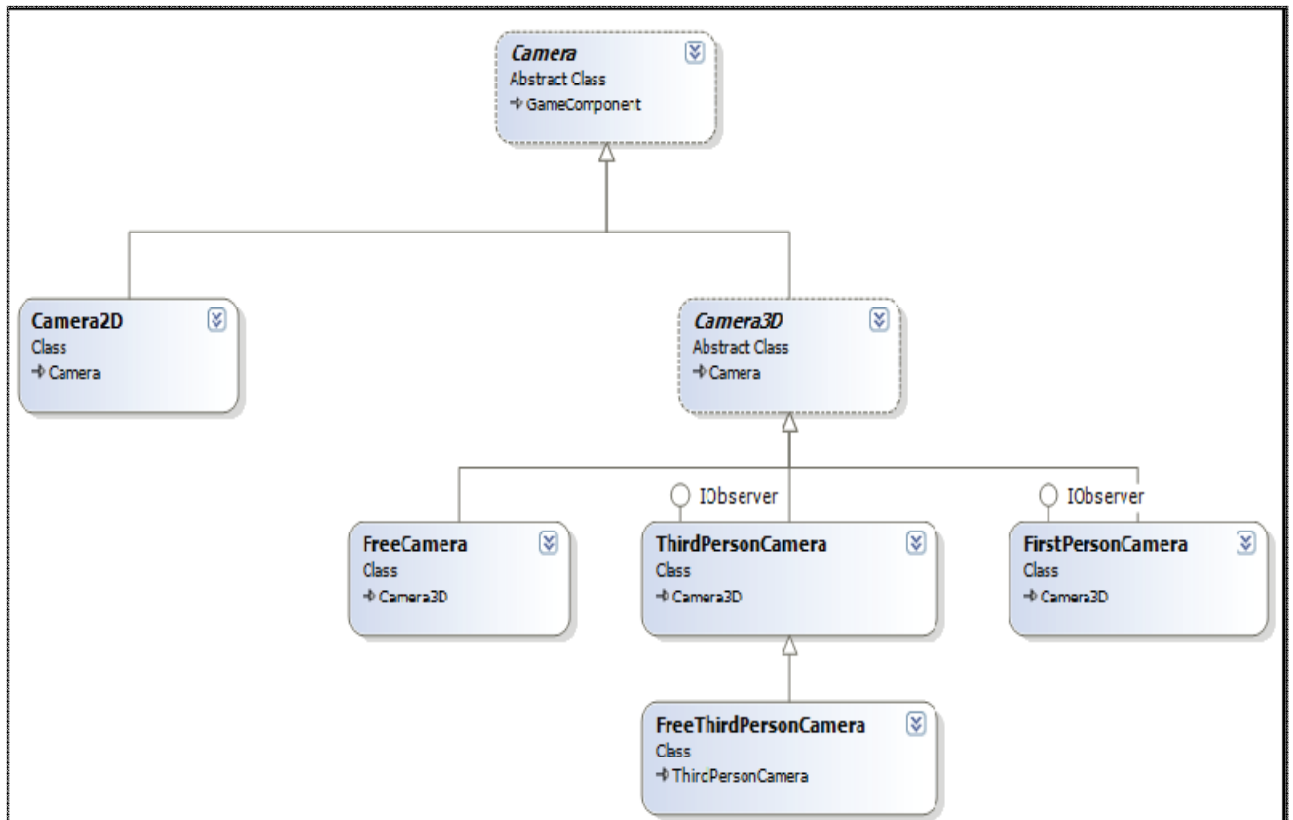 Camera
Abstract Class
GameComponent
Camera2D
Class
Camera
Camera3D
Abstract Class
Camera
IObserver
IObserver
FreeCamera
Class
Camera3D
ThirdPersonCamera
Class
Camera3D
FirstPersonCamera
Class
Camera3D
FreeThirdPersonCamera
Class
ThirdPersonCamera